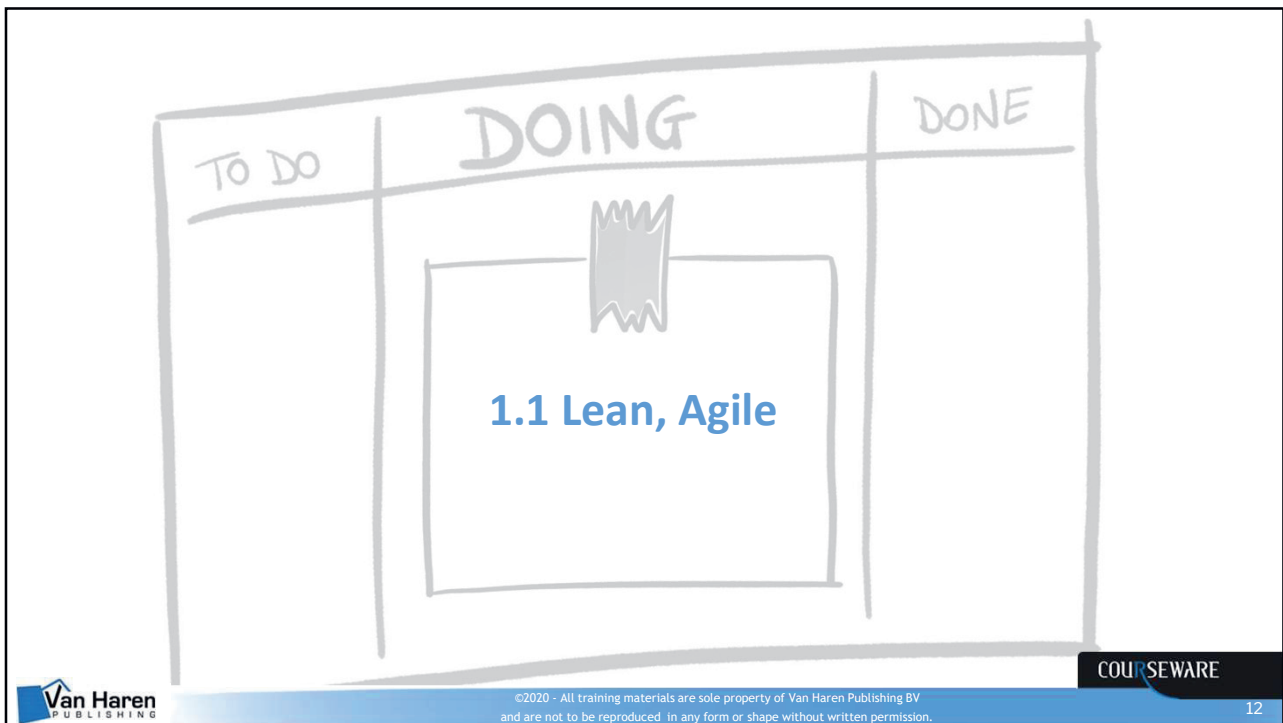 TO DO
DOING
DONE
1.1 Lean, Agile
COURSEWARE
Van Haren
PUBLISHING
©2020 - All training materials are sole property of Van Haren Publishing BV
and are not to be reproduced in any form or shape without written permission.
12